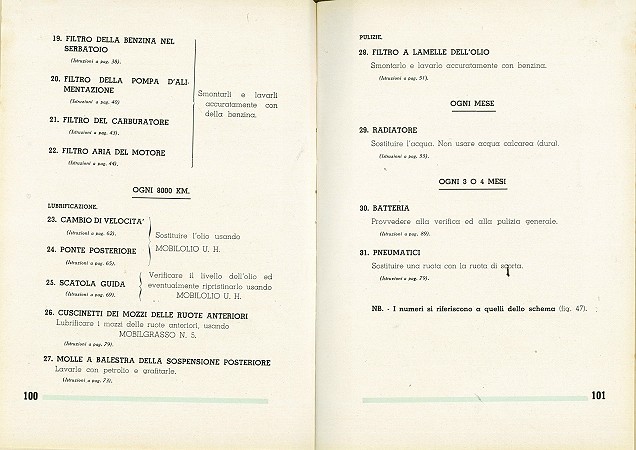 19. FILTRO DELLA BENZINA NEL
SERBATOIO
(Istruzioni a pag. 38).
20. FILTRO DELLA POMPA D'ALI-
MENTAZIONE
(Istruzioni a pag. 40)
21. FILTRO DEL CARBURATORE
(Istruzioni a pag. 43).
22. FILTRO ARIA DEL MOTORE
(Istruzioni a pag. 44).
Smontarli e lavarli
accuratamente con
della benzina.
OGNI 8000 KM.
LUBRIFICAZIONE.
23. CAMBIO DI VELOCITA'
(Istruzioni a pag. 62).
24. PONTE POSTERIORE
(Istruzioni a pag. 65).
Sostituire l'olio usando
MOBILOLIO U. H.
25. SCATOLA GUIDA
(Istruzioni a pag. 69).
Verificare il livello dell'olio ed
eventualmente ripristinarlo usando
MOBILOLIO U. H.
26. CUSCINETTI DEI MOZZI DELLE RUOTE ANTERIORI
Lubrificare i mozzi delle ruote anteriori, usando
MOBILGRASSO N. 5.
(Istruzioni a pag. 79).
27. MOLLE A BALESTRA DELLA SOSPENSIONE POSTERIORE
Lavarle con petrolio e grafitarle.
(Istruzioni a pag. 73).
100
PULIZIE.
28. FILTRO A LAMELLE DELL'OLIO
Smontarlo e lavarlo accuratamente con benzina.
(Istruzioni a pag. 51).
OGNI MESE
29. RADIATORE
Sostituire l'acqua. Non usare acqua calcarea (dura).
(Istruzioni a pag. 55).
OGNI 3 O 4 MESI
30. BATTERIA
Provvedere alla verifica ed alla pulizia generale.
(Istruzioni a pag. 89).
31. PNEUMATICI
Sostituire una ruota con la ruota di scorta.
(Istruzioni a pag. 79).
NB. - I numeri si riferiscono a quelli dello schema (fig. 47).
101